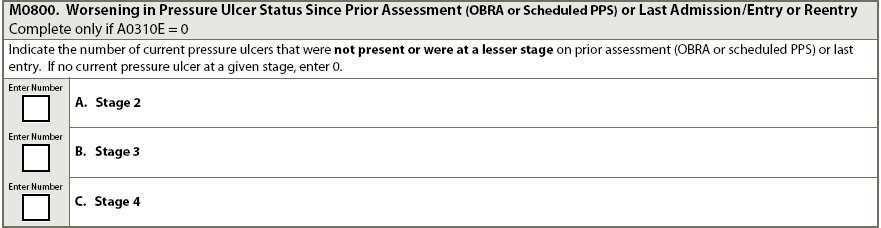 M0800. Worsening in Pressure Ulcer Status Since Prior Assessment (OBRA or Scheduled PPS) or Last Admission/Entry or Reentry
Complete only if A0310E = 0
Indicate the number of current pressure ulcers that were not present or were at a lesser stage on prior assessment (OBRA or scheduled PPS) or last
entry. If no current pressure ulcer at a given stage, enter 0.
Enter Number
A. Stage 2
Enter Number
B. Stage 3
Enter Number
C. Stage 4